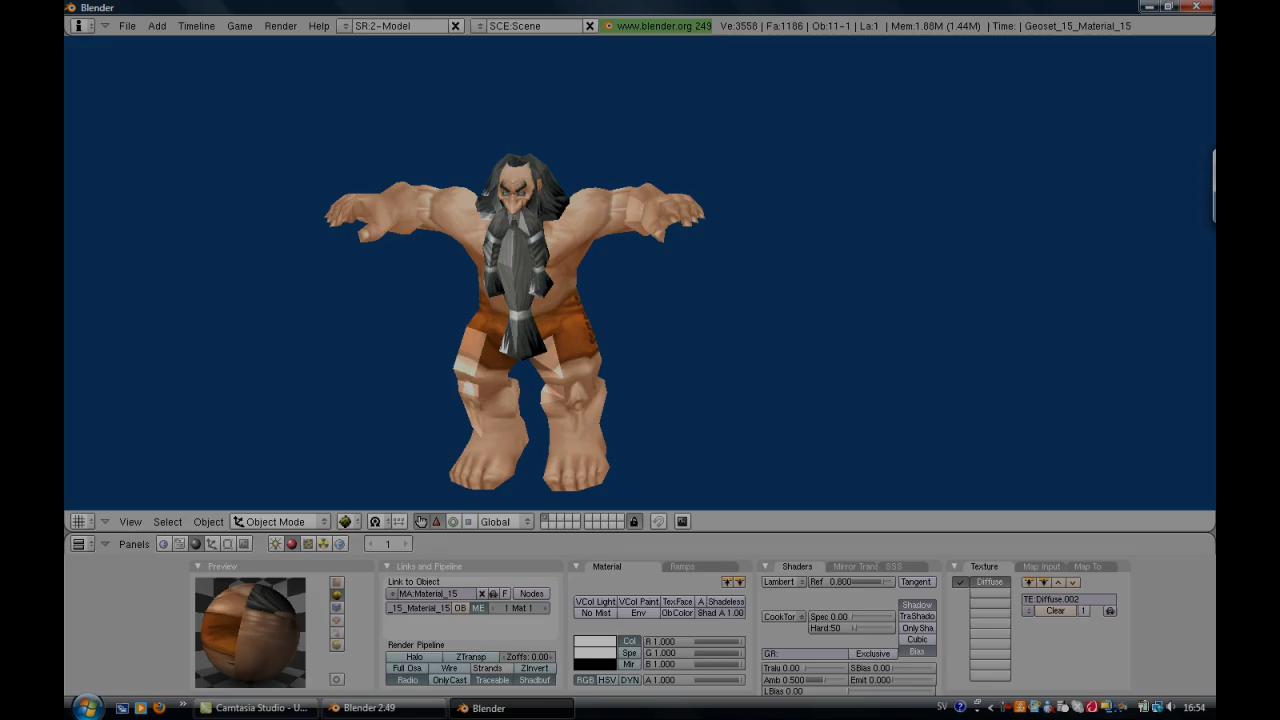 Blender
File Add Timeline Game Render Help SR:2-Model SCE:Scene www.blender.org 249 Ve:3558 | Fa:1186 | Ob:11-1 | La:1 | Mem:1.88M (1.44M) | Time: | Geoset_15_Material_15
View Select Object Object Mode Global
Panels 1
Preview Links and Pipeline Material Ramps Shaders Mirror Tran SSS Texture Map Input Map To
Link to Object
MA:Material_15 F Nodes
_15_Material_15 OB ME 1 Mat 1
Render Pipeline
Halo ZTransp Zoffs: 0.00
Full Osa Wire Strands ZInvert
Radio OnlyCast Traceable Shadbuf
VCol Light VCol Paint TexFace A Shadeless
No Mist Env ObColor Shad A 1.00
Col R 1.000
Spe G 1.000
Mir B 1.000
RGB HSV DYN A 1.000
Lambert Ref 0.800 Tangent
Shadow
CookTor Spec 0.00 TraShado
Hard:50 OnlySha
Cubic
GR: Exclusive Bias
Tralu 0.00 SBias 0.00
Amb 0.500 Emit 0.000
LBias 0.00
Diffuse
TE:Diffuse.002
Clear 1
Camtasia Studio - U... Blender 2.49 Blender SV 16:54